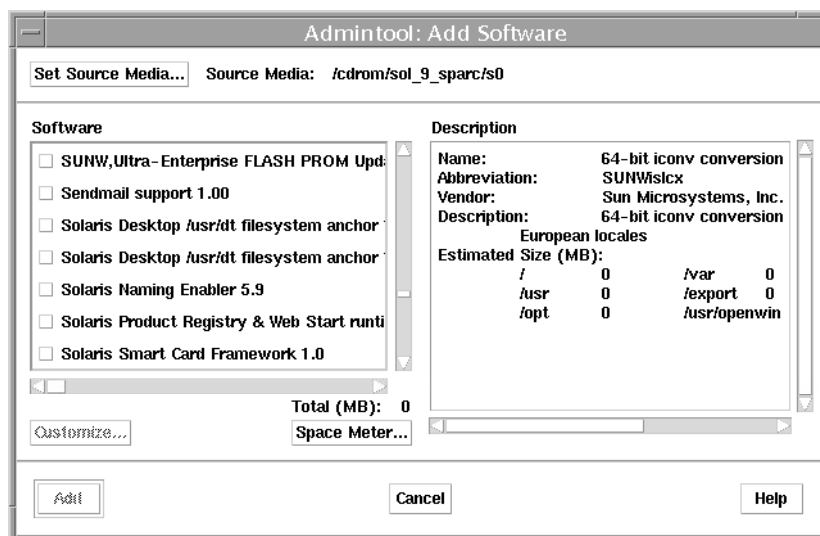 Admintool: Add Software
Set Source Media... Source Media: /cdrom/sol_9_sparc/s0
Software
SUNW,Ultra-Enterprise FLASH PROM Upd
Sendmail support 1.00
Solaris Desktop /usr/dt filesystem anchor
Solaris Desktop /usr/dt filesystem anchor
Solaris Naming Enabler 5.9
Solaris Product Registry & Web Start runti
Solaris Smart Card Framework 1.0
Total (MB): 0
Customize... Space Meter...
Description
Name: 64-bit iconv conversion
Abbreviation: SUNWislcx
Vendor: Sun Microsystems, Inc.
Description: 64-bit iconv conversion
European locales
Estimated Size (MB):
/ 0 /var 0
/usr 0 /export 0
/opt 0 /usr/openwin
Add Cancel Help